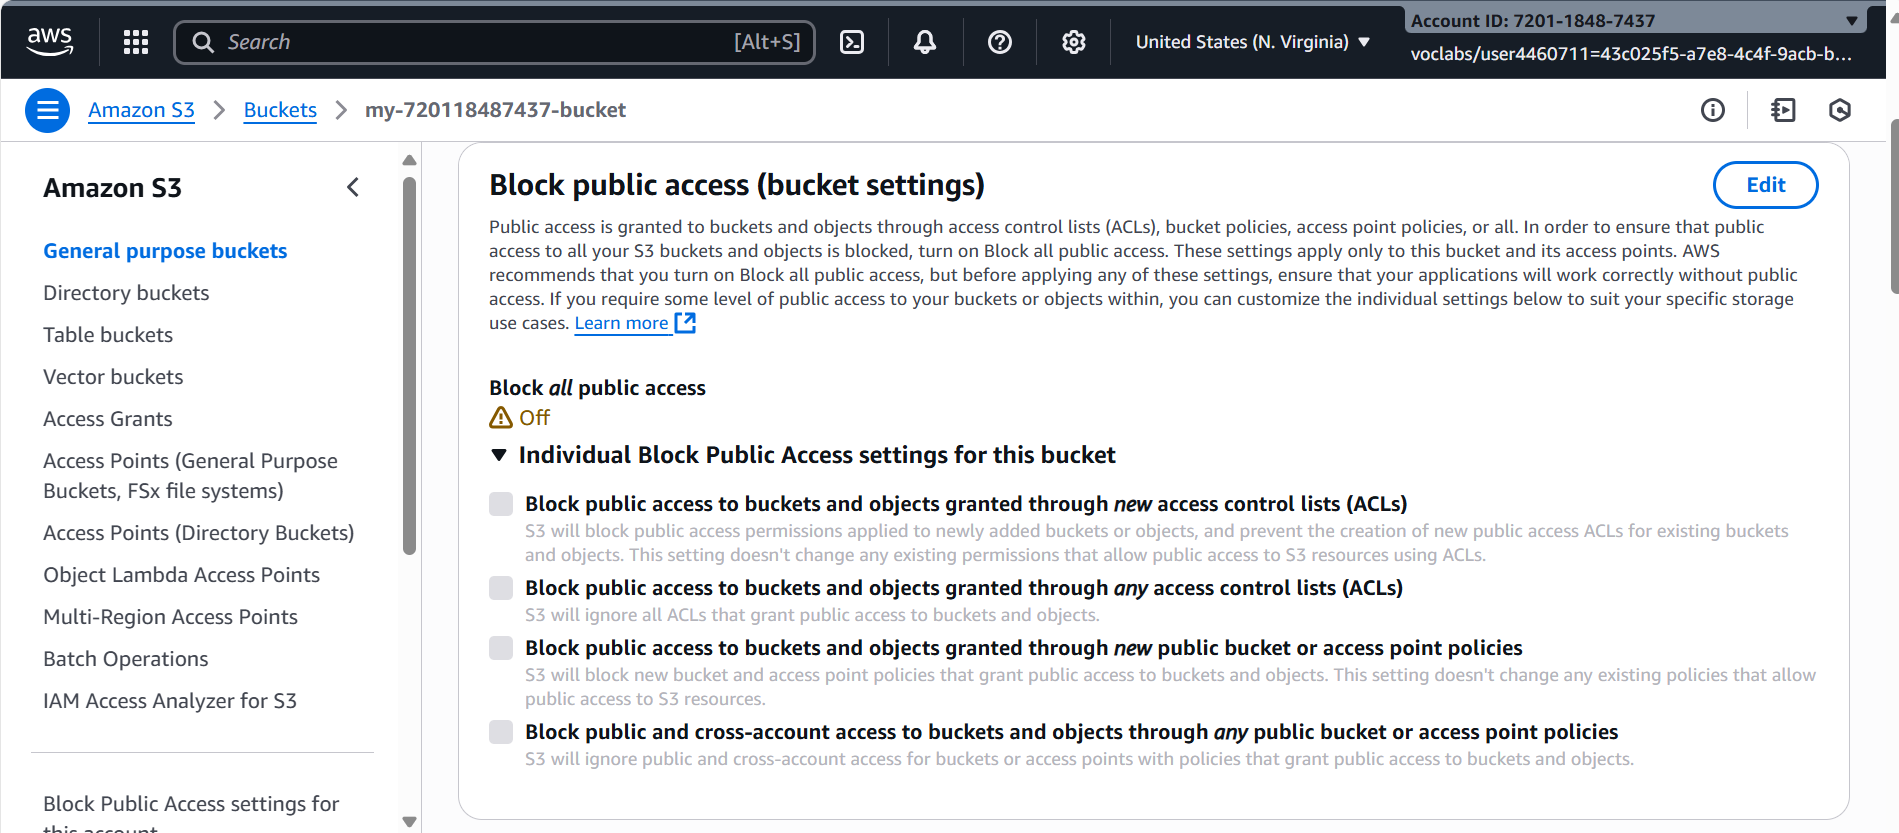 aws
Search [Alt+S]
United States (N. Virginia)
Account ID: 7201-1848-7437
voclabs/user4460711=43c025f5-a7e8-4c4f-9acb-b...
Amazon S3 > Buckets > my-720118487437-bucket
Amazon S3
General purpose buckets
Directory buckets
Table buckets
Vector buckets
Access Grants
Access Points (General Purpose
Buckets, FSx file systems)
Access Points (Directory Buckets)
Object Lambda Access Points
Multi-Region Access Points
Batch Operations
IAM Access Analyzer for S3
Block Public Access settings for
this account
Block public access (bucket settings)
Edit
Public access is granted to buckets and objects through access control lists (ACLs), bucket policies, access point policies, or all. In order to ensure that public
access to all your S3 buckets and objects is blocked, turn on Block all public access. These settings apply only to this bucket and its access points. AWS
recommends that you turn on Block all public access, but before applying any of these settings, ensure that your applications will work correctly without public
access. If you require some level of public access to your buckets or objects within, you can customize the individual settings below to suit your specific storage
use cases. Learn more
Block all public access
Off
Individual Block Public Access settings for this bucket
Block public access to buckets and objects granted through new access control lists (ACLs)
S3 will block public access permissions applied to newly added buckets or objects, and prevent the creation of new public access ACLs for existing buckets
and objects. This setting doesn't change any existing permissions that allow public access to S3 resources using ACLs.
Block public access to buckets and objects granted through any access control lists (ACLs)
S3 will ignore all ACLs that grant public access to buckets and objects.
Block public access to buckets and objects granted through new public bucket or access point policies
S3 will block new bucket and access point policies that grant public access to buckets and objects. This setting doesn't change any existing policies that allow
public access to S3 resources.
Block public and cross-account access to buckets and objects through any public bucket or access point policies
S3 will ignore public and cross-account access for buckets or access points with policies that grant public access to buckets and objects.